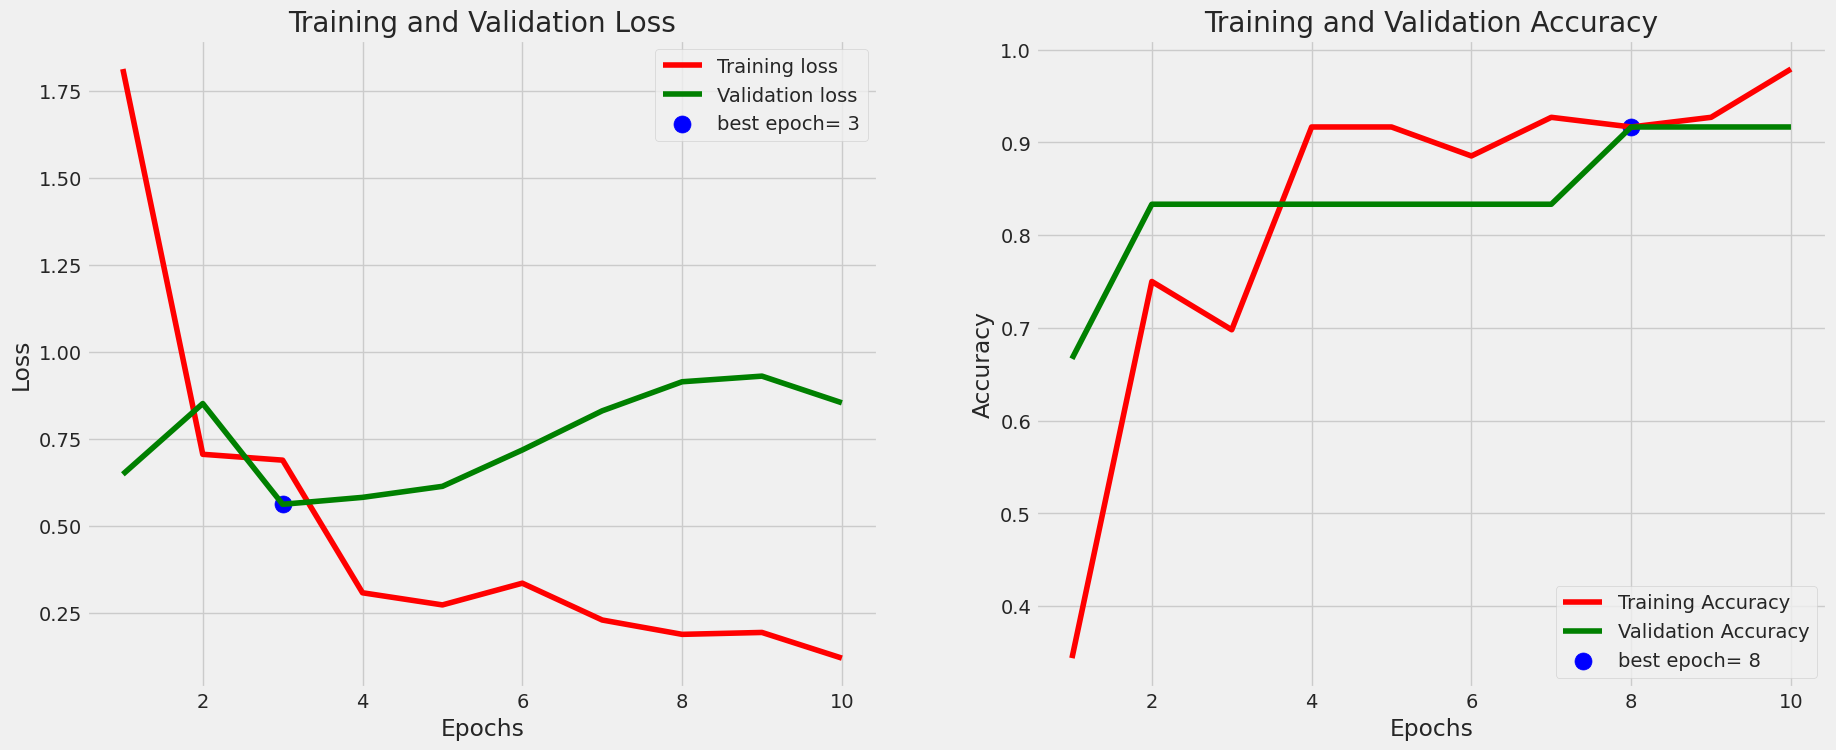 Training and Validation Loss
Training loss
Validation loss
best epoch= 3
1.75
1.50
1.25
1.00
0.75
0.50
0.25
Loss
2
4
6
8
10
Epochs
Training and Validation Accuracy
1.0
0.9
0.8
0.7
0.6
0.5
0.4
Accuracy
Training Accuracy
Validation Accuracy
best epoch= 8
2
4
6
8
10
Epochs